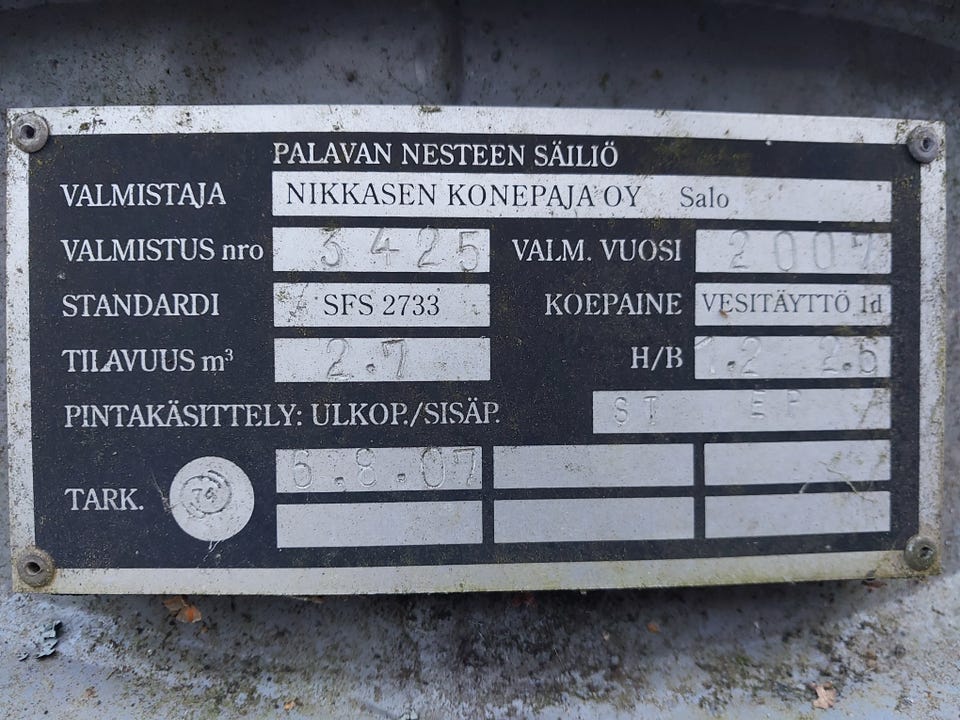 PALAVAN NESTEEN SÄILIÖ
VALMISTAJA NIKKASEN KONEPAJA OY Salo
VALMISTUS nro 3425 VALM. VUOSI 2007
STANDARDI SFS 2733 KOEPAINE VESITÄYTTÖ 1d
TILAVUUS m³ 2.7 H/B 1.2 2.6
PINTAKÄSITTELY: ULKOP./SISÄP. ST EP
TARK. 6.8.07